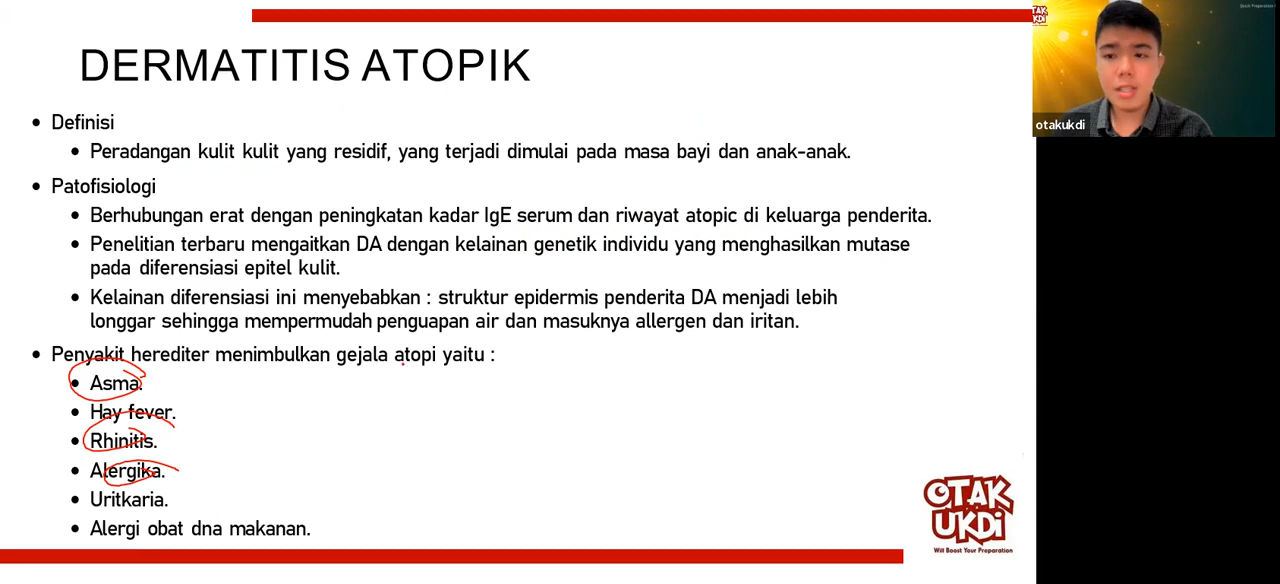 DERMATITIS ATOPIK
• Definisi
• Peradangan kulit kulit yang residif, yang terjadi dimulai pada masa bayi dan anak-anak.
• Patofisiologi
• Berhubungan erat dengan peningkatan kadar IgE serum dan riwayat atopic di keluarga penderita.
• Penelitian terbaru mengaitkan DA dengan kelainan genetik individu yang menghasilkan mutase
pada diferensiasi epitel kulit.
• Kelainan diferensiasi ini menyebabkan : struktur epidermis penderita DA menjadi lebih
longgar sehingga mempermudah penguapan air dan masuknya allergen dan iritan.
• Penyakit herediter menimbulkan gejala atopi yaitu :
• Asma.
• Hay fever.
• Rhinitis.
• Alergika.
• Uritkaria.
• Alergi obat dna makanan.
OTAK
UKDi
Will Boost Your Preparation
OTAK
UKDi
otakukdi